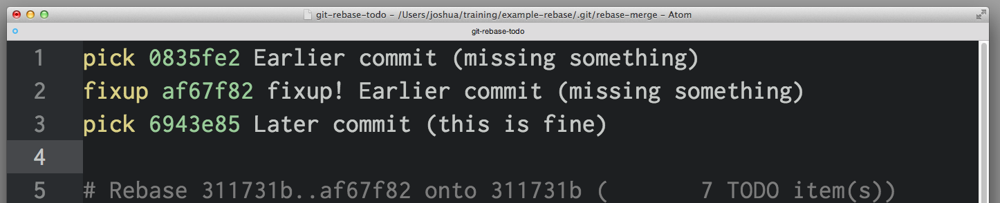 git-rebase-todo – /Users/joshua/training/example-rebase/.git/rebase-merge – Atom
git-rebase-todo
1 pick 0835fe2 Earlier commit (missing something)
2 fixup af67f82 fixup! Earlier commit (missing something)
3 pick 6943e85 Later commit (this is fine)
4
5 # Rebase 311731b..af67f82 onto 311731b (       7 TODO item(s))